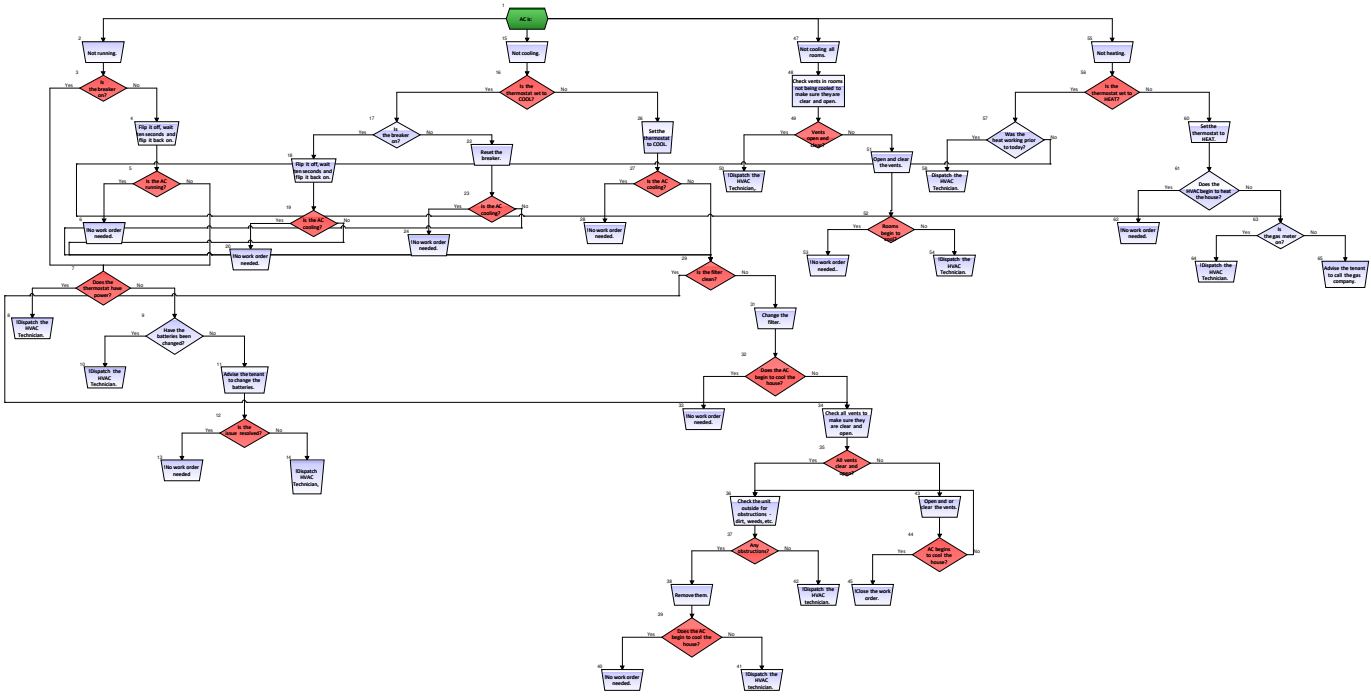 1
AC is:
2
Not running.
3
Is
the breaker
on?
Yes
No
4
Flip it off, wait
ten seconds and
flip it back on.
5
Is the AC
running?
Yes
No
6
!No work order
needed.
7
Does the
thermostat have
power?
Yes
No
8
!Dispatch the
HVAC
Technician.
9
Have the
batteries been
changed?
Yes
No
10
!Dispatch the
HVAC
Technician.
11
Advise the tenant
to change the
batteries.
12
Is the
issue resolved?
Yes
No
13
!No work order
needed
14
!Dispatch
HVAC
Technician,
15
Not cooling.
16
Is the
thermostat set to
COOL?
Yes
No
17
Is
the breaker
on?
Yes
No
18
Flip it off, wait
ten seconds and
flip it back on.
19
Is the AC
cooling?
Yes
No
20
!No work order
needed.
22
Reset the
breaker.
23
Is the AC
cooling?
Yes
No
24
!No work order
needed.
26
Set the
thermostat
to COOL.
27
Is the AC
cooling?
Yes
No
28
!No work order
needed.
29
Is the filter
clean?
Yes
No
31
Change the
filter.
32
Does the AC
begin to cool the
house?
Yes
No
33
!No work order
needed.
34
Check all vents to
make sure they
are clear and
open.
35
All vents
clear and
open?
Yes
No
36
Check the unit
outside for
obstructions -
dirt, weeds, etc.
37
Any
obstructions?
Yes
No
38
Remove them.
39
Does the AC
begin to cool the
house?
Yes
No
40
!No work order
needed.
41
!Dispatch the
HVAC
technician.
42
!Dispatch the
HVAC
technician.
43
Open and or
clear the vents.
44
AC begins
to cool the
house?
Yes
No
45
!Close the work
order.
47
Not cooling all
rooms.
48
Check vents in rooms
not being cooled to
make sure they are
clear and open.
49
Vents
open and
clear?
Yes
No
50
!Dispatch the
HVAC
Technician,.
51
Open and clear
the vents.
52
Rooms
begin to
cool?
Yes
No
53
!No work order
needed..
54
!Dispatch the
HVAC
Technician.
55
Not heating.
56
Is the
thermostat set to
HEAT?
Yes
No
57
Was the
heat working prior
to today?
Yes
No
58
Dispatch the
HVAC
Technician.
60
Set the
thermostat to
HEAT.
61
Does the
HVAC begin to heat
the house?
Yes
No
62
!No work order
needed.
63
Is
the gas meter
on?
Yes
No
64
!Dispatch the
HVAC
Technician.
65
Advise the tenant
to call the gas
company.